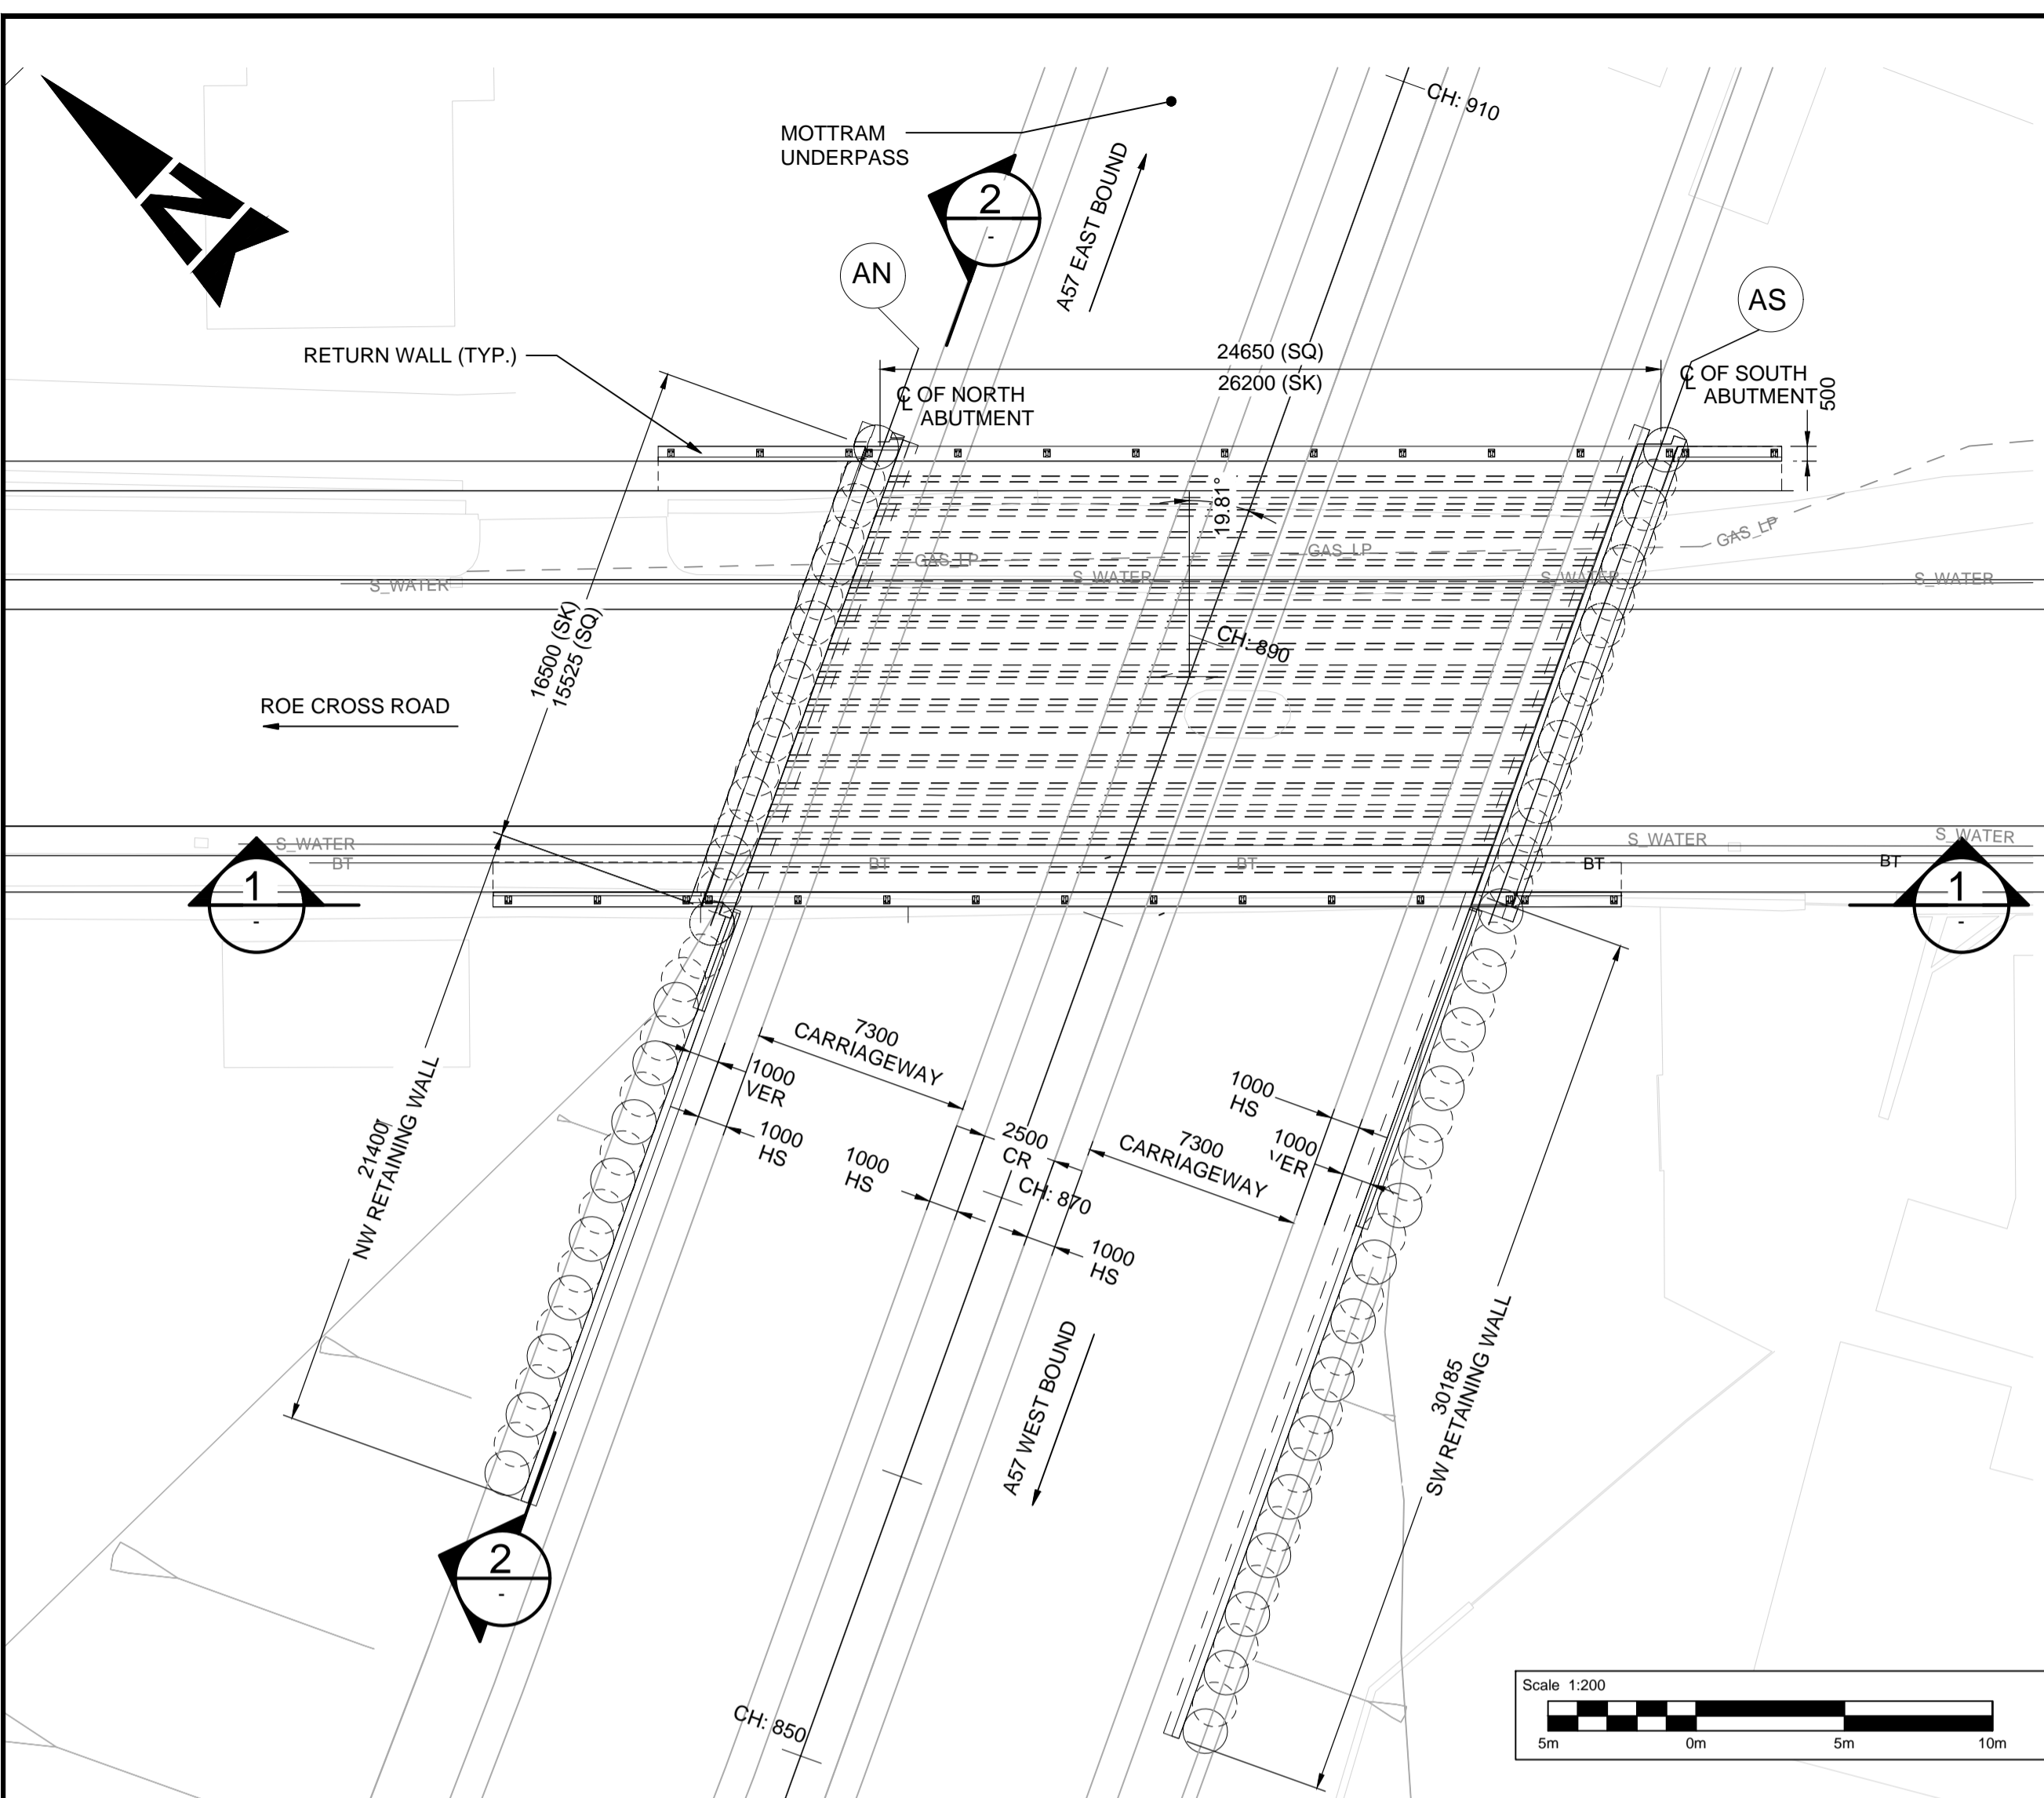 CH: 910
MOTTRAM
UNDERPASS
N
2
-
A57 EAST BOUND
AN
AS
RETURN WALL (TYP.)
24650 (SQ)
26200 (SK)
℄ OF NORTH
ABUTMENT
℄ OF SOUTH
ABUTMENT
500
19.81°
GAS_LP
GAS_LP
GAS_LP
S_WATER
S_WATER
S_WATER
S_WATER
16500 (SK)
15525 (SQ)
CH: 890
ROE CROSS ROAD
S_WATER
S_WATER
S_WATER
BT
BT
BT
BT
BT
1
-
1
-
7300
CARRIAGEWAY
1000
VER
1000
HS
1000
HS
2500
CR
CH: 870
7300
CARRIAGEWAY
1000
HS
1000
VER
1000
HS
21400
NW RETAINING WALL
A57 WEST BOUND
30185
SW RETAINING WALL
2
-
CH: 850
Scale 1:200
5m 0m 5m 10m